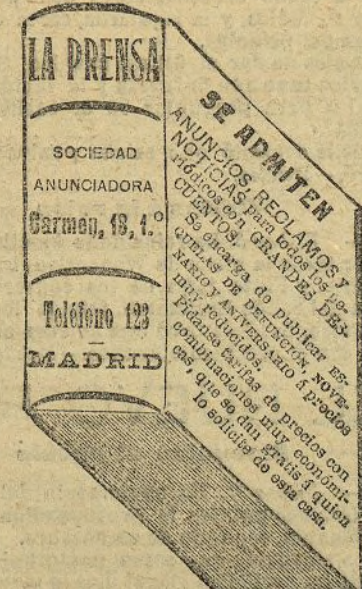 LA PRENSA
SOCIEDAD
ANUNCIADORA
Carmen, 18, 1.º
Teléfono 123
MADRID
SE ADMITEN
ANUNCIOS, RECLAMOS y
NOTICIAS para todos los pe-
riódicos con GRANDES DES-
CUENTOS.
Se encarga de publicar ES-
QUELAS DE DEFUNCIÓN, NOVE-
NARIO y ANIVERSARIO á precios
muy reducidos.
Pídanse tarifas de precios con
combinaciones muy económi-
cas, que se dan gratis á quien
lo solicite de esta casa.